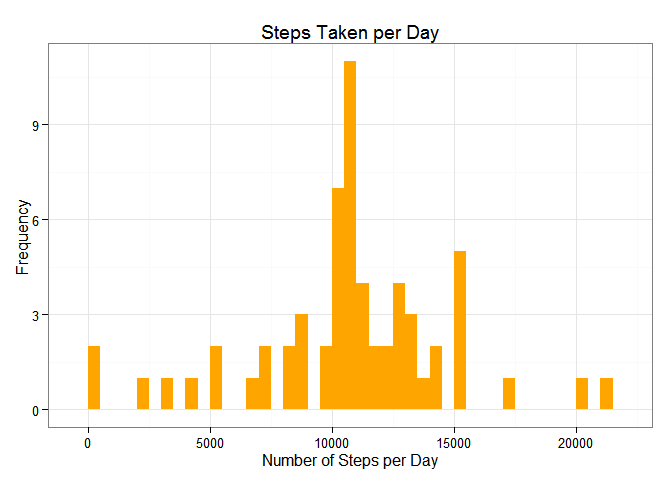 Steps Taken per Day
Frequency
9
6
3
0
0 5000 10000 15000 20000
Number of Steps per Day